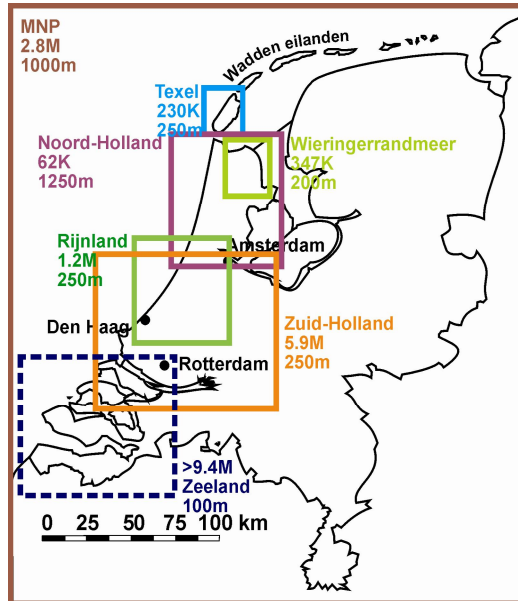 MNP
2.8M
1000m
Wadden eilanden
Texel
230K
250m
Noord-Holland
62K
1250m
Wieringerrandmeer
347K
200m
Rijnland
1.2M
250m
Amsterdam
Den Haag
Zuid-Holland
5.9M
250m
Rotterdam
>9.4M
Zeeland
100m
0 25 50 75 100 km